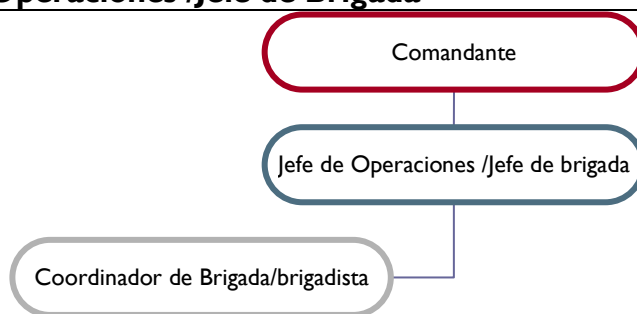 Operaciones /Jefe de Brigada
Comandante
Jefe de Operaciones /Jefe de brigada
Coordinador de Brigada/brigadista